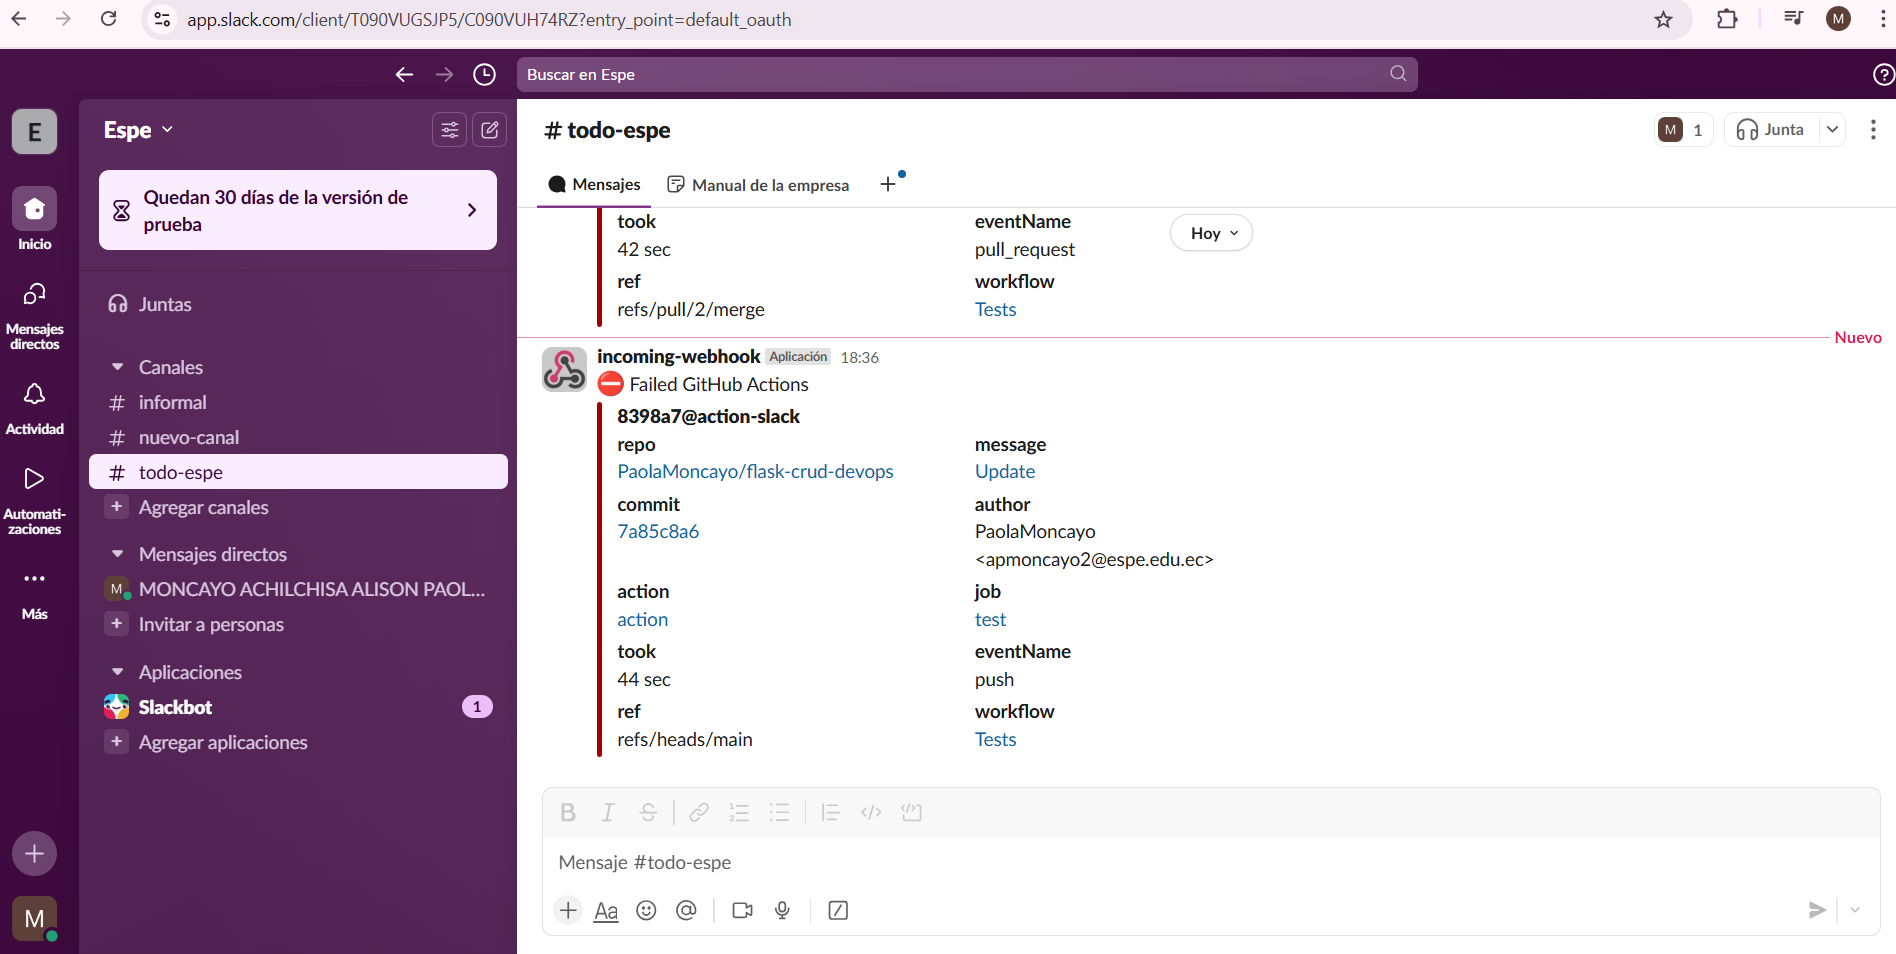 app.slack.com/client/T090VUGSJP5/C090VUH74RZ?entry_point=default_oauth
M
Buscar en Espe
E
Inicio
Mensajes
directos
Actividad
Automati-
zaciones
Más
M
Espe
Quedan 30 días de la versión de
prueba
Juntas
Canales
# informal
# nuevo-canal
# todo-espe
+ Agregar canales
Mensajes directos
M MONCAYO ACHILCHISA ALISON PAOL...
+ Invitar a personas
Aplicaciones
Slackbot 1
+ Agregar aplicaciones
# todo-espe
M 1
Junta
Mensajes
Manual de la empresa
+
Hoy
took
42 sec
eventName
pull_request
ref
refs/pull/2/merge
workflow
Tests
Nuevo
incoming-webhook Aplicación 18:36
Failed GitHub Actions
8398a7@action-slack
repo
PaolaMoncayo/flask-crud-devops
message
Update
commit
7a85c8a6
author
PaolaMoncayo
<apmoncayo2@espe.edu.ec>
action
action
job
test
took
44 sec
eventName
push
ref
refs/heads/main
workflow
Tests
Mensaje #todo-espe
Aa